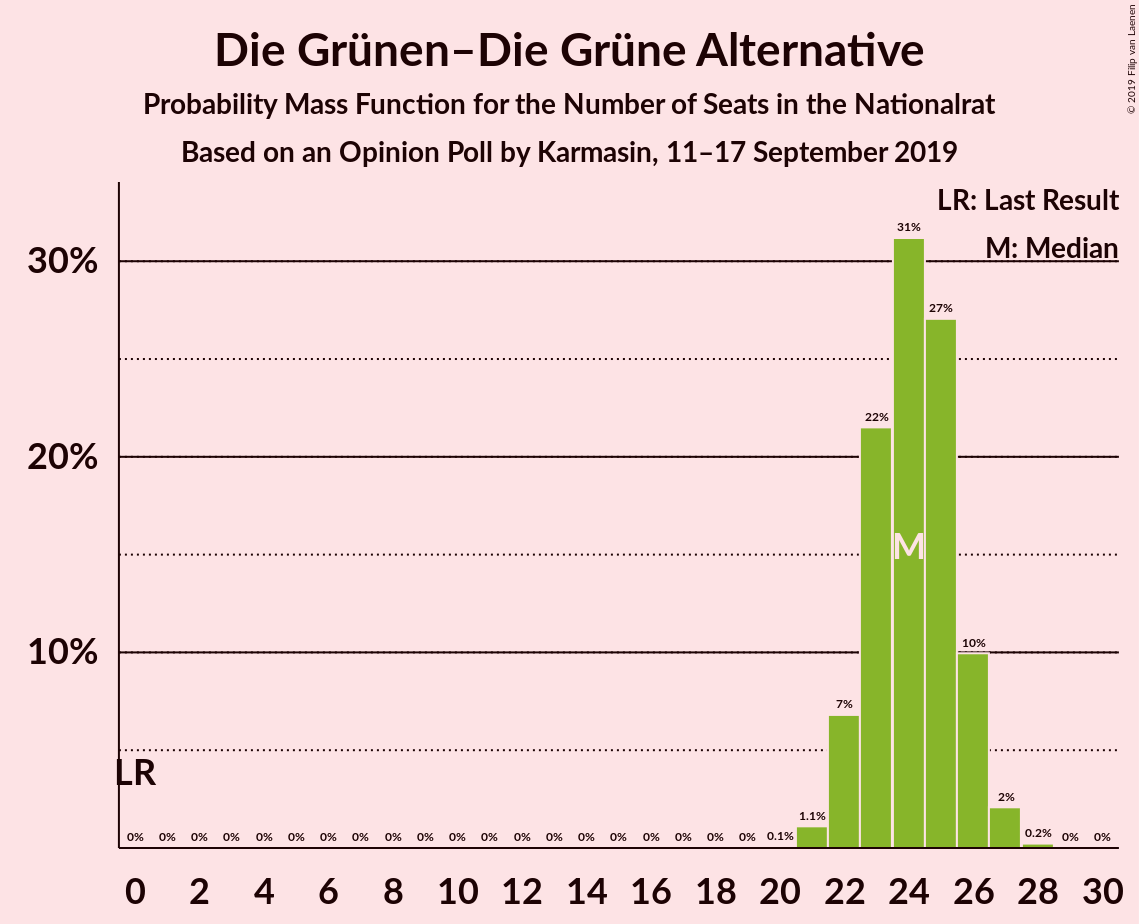 Die Grünen–Die Grüne Alternative
Probability Mass Function for the Number of Seats in the Nationalrat
Based on an Opinion Poll by Karmasin, 11–17 September 2019
© 2019 Filip van Laenen
LR: Last Result
M: Median
30%
20%
10%
31%
27%
22%
M
10%
7%
LR
2%
1.1%
0% 0% 0% 0% 0% 0% 0% 0% 0% 0% 0% 0% 0% 0% 0% 0% 0% 0% 0% 0% 0.1% 0.2% 0% 0%
0 2 4 6 8 10 12 14 16 18 20 22 24 26 28 30